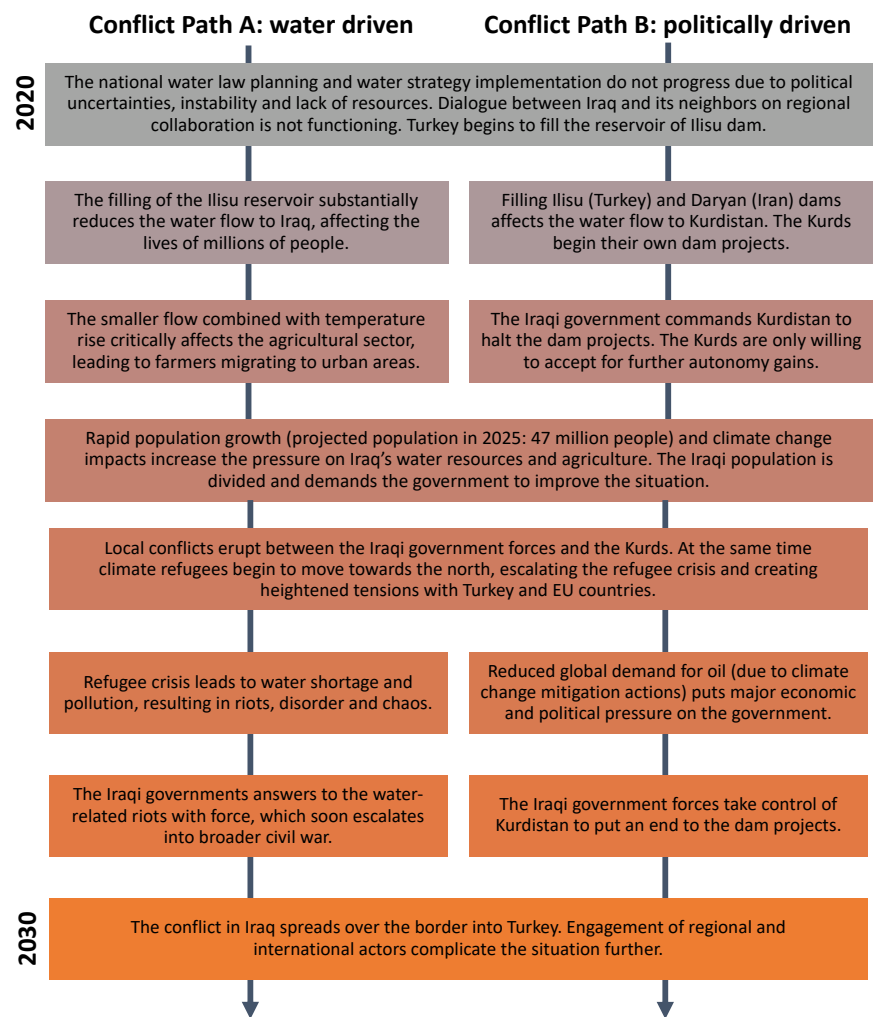 Conflict Path A: water driven
Conflict Path B: politically driven
2020
The national water law planning and water strategy implementation do not progress due to political
uncertainties, instability and lack of resources. Dialogue between Iraq and its neighbors on regional
collaboration is not functioning. Turkey begins to fill the reservoir of Ilisu dam.
The filling of the Ilisu reservoir substantially
reduces the water flow to Iraq, affecting the
lives of millions of people.
Filling Ilisu (Turkey) and Daryan (Iran) dams
affects the water flow to Kurdistan. The Kurds
begin their own dam projects.
The smaller flow combined with temperature
rise critically affects the agricultural sector,
leading to farmers migrating to urban areas.
The Iraqi government commands Kurdistan to
halt the dam projects. The Kurds are only willing
to accept for further autonomy gains.
Rapid population growth (projected population in 2025: 47 million people) and climate change
impacts increase the pressure on Iraq's water resources and agriculture. The Iraqi population is
divided and demands the government to improve the situation.
Local conflicts erupt between the Iraqi government forces and the Kurds. At the same time
climate refugees begin to move towards the north, escalating the refugee crisis and creating
heightened tensions with Turkey and EU countries.
Refugee crisis leads to water shortage and
pollution, resulting in riots, disorder and chaos.
Reduced global demand for oil (due to climate
change mitigation actions) puts major economic
and political pressure on the government.
The Iraqi governments answers to the water-
related riots with force, which soon escalates
into broader civil war.
The Iraqi government forces take control of
Kurdistan to put an end to the dam projects.
2030
The conflict in Iraq spreads over the border into Turkey. Engagement of regional and
international actors complicate the situation further.